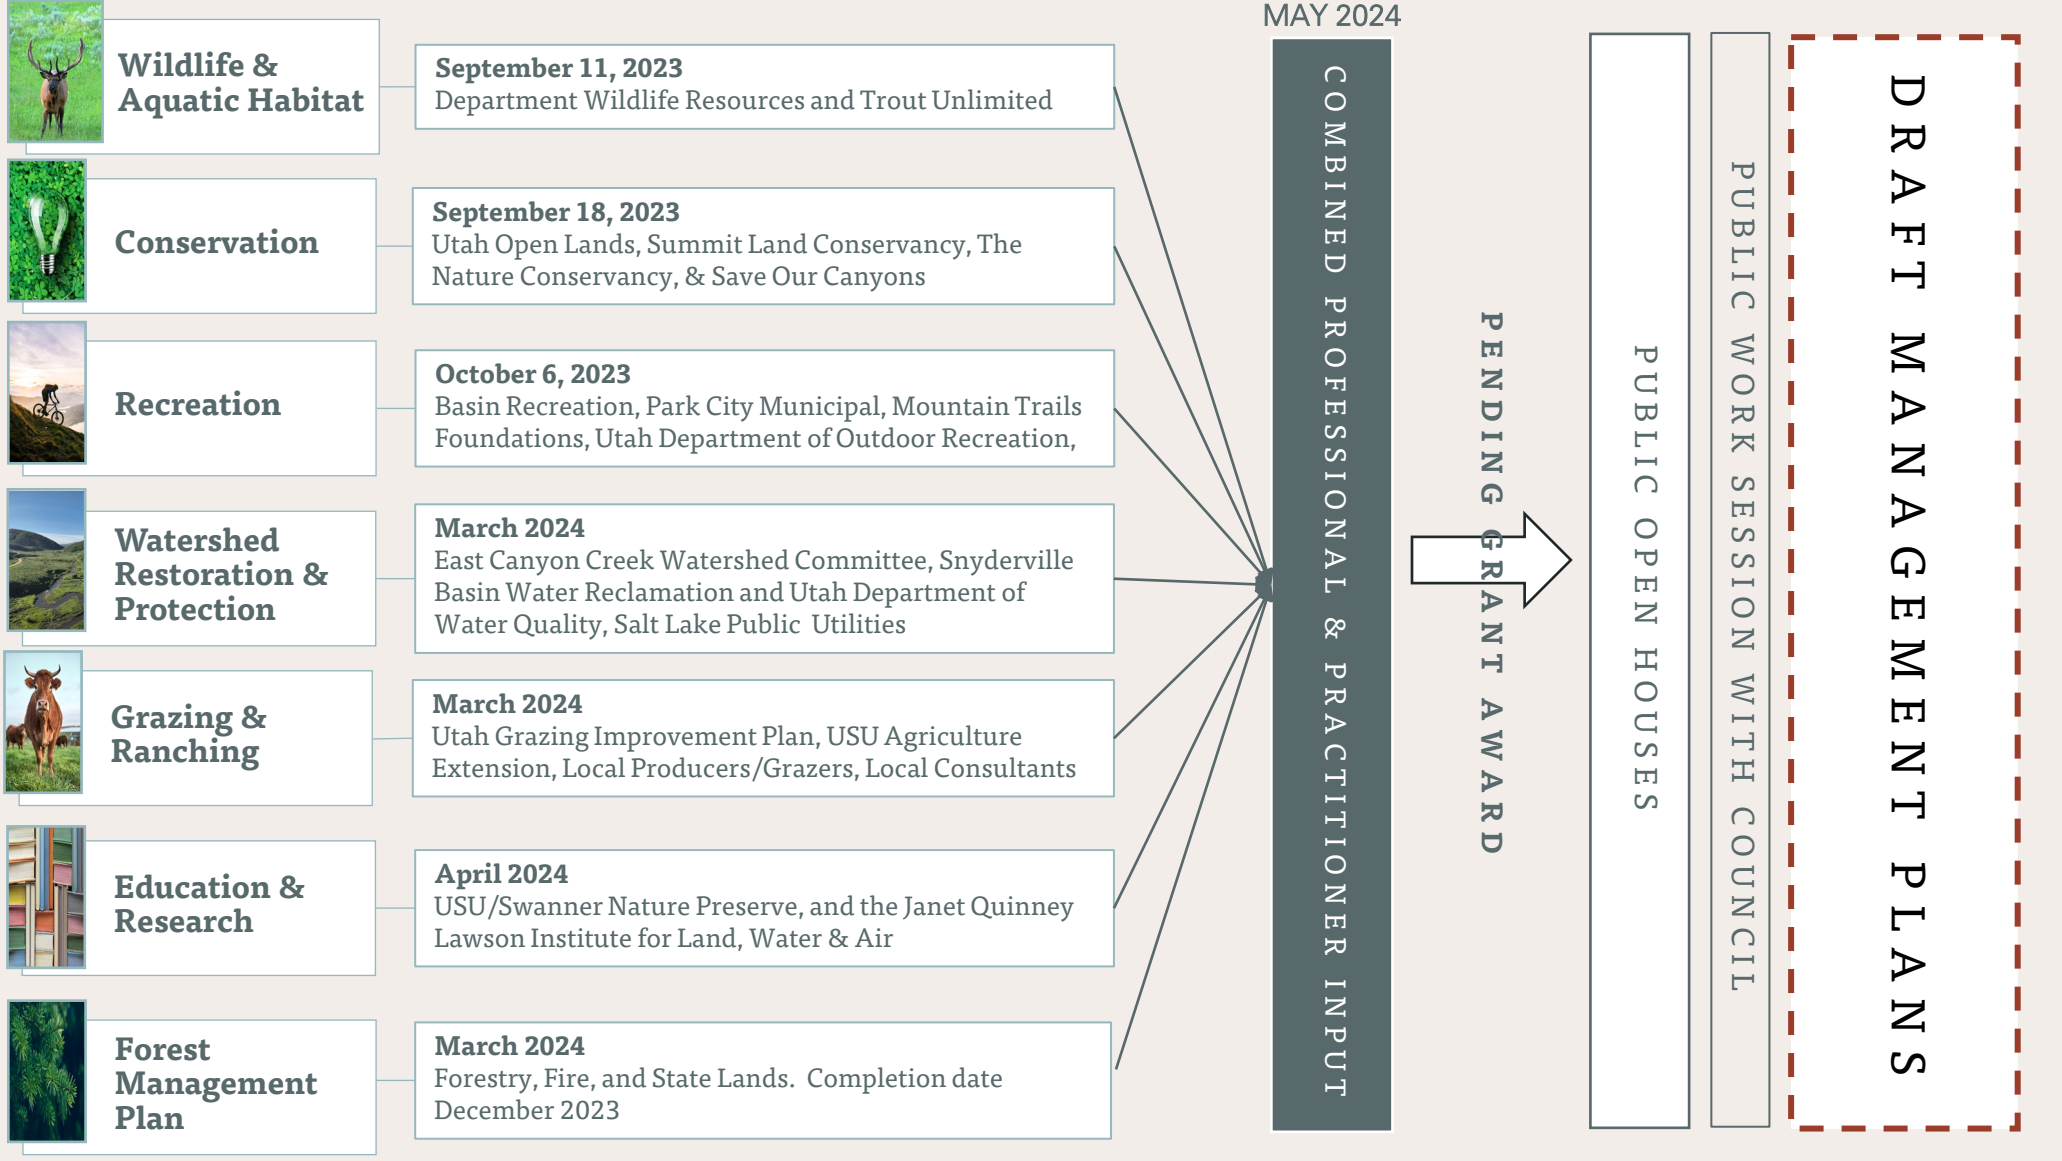 Wildlife &
Aquatic Habitat
September 11, 2023
Department Wildlife Resources and Trout Unlimited
Conservation
September 18, 2023
Utah Open Lands, Summit Land Conservancy, The
Nature Conservancy, & Save Our Canyons
Recreation
October 6, 2023
Basin Recreation, Park City Municipal, Mountain Trails
Foundations, Utah Department of Outdoor Recreation,
Watershed
Restoration &
Protection
March 2024
East Canyon Creek Watershed Committee, Snyderville
Basin Water Reclamation and Utah Department of
Water Quality, Salt Lake Public Utilities
Grazing &
Ranching
March 2024
Utah Grazing Improvement Plan, USU Agriculture
Extension, Local Producers/Grazers, Local Consultants
Education &
Research
April 2024
USU/Swanner Nature Preserve, and the Janet Quinney
Lawson Institute for Land, Water & Air
Forest
Management
Plan
March 2024
Forestry, Fire, and State Lands. Completion date
December 2023
MAY 2024
COMBINED PROFESSIONAL & PRACTITIONER INPUT
PENDING GRANT AWARD
PUBLIC OPEN HOUSES
PUBLIC WORK SESSION WITH COUNCIL
DRAFT MANAGEMENT PLANS